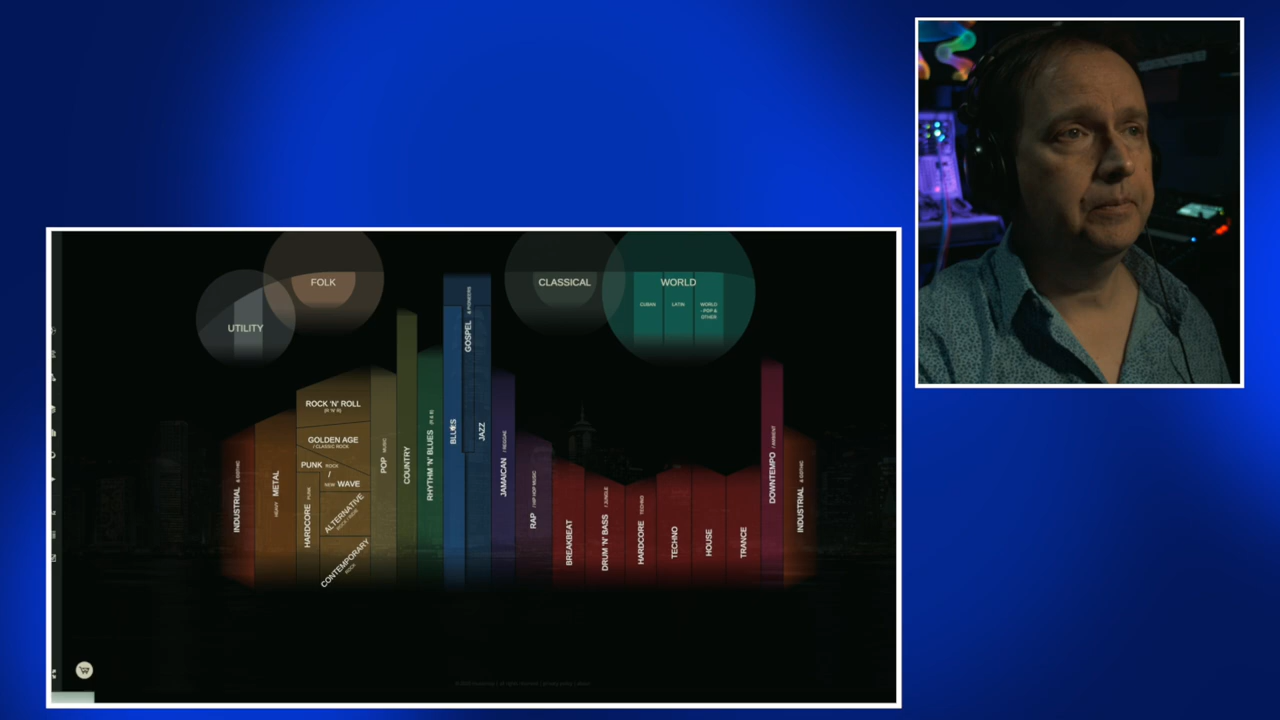 FOLK
CLASSICAL
WORLD
CUBAN
LATIN
WORLD
- POP &
OTHER
UTILITY
GOSPEL & PIONEERS
ROCK 'N' ROLL
(R 'N' R)
GOLDEN AGE
/ CLASSIC ROCK
PUNK ROCK
/
NEW WAVE
ALTERNATIVE
ROCK / INDIE
CONTEMPORARY
ROCK
INDUSTRIAL & GOTHIC
HEAVY METAL
HARDCORE PUNK
POP MUSIC
COUNTRY
RHYTHM 'N' BLUES (R & B)
BLUES
JAZZ
JAMAICAN / REGGAE
RAP / HIP-HOP MUSIC
BREAKBEAT
DRUM 'N' BASS / JUNGLE
HARDCORE TECHNO
TECHNO
HOUSE
TRANCE
DOWNTEMPO / AMBIENT
INDUSTRIAL & GOTHIC